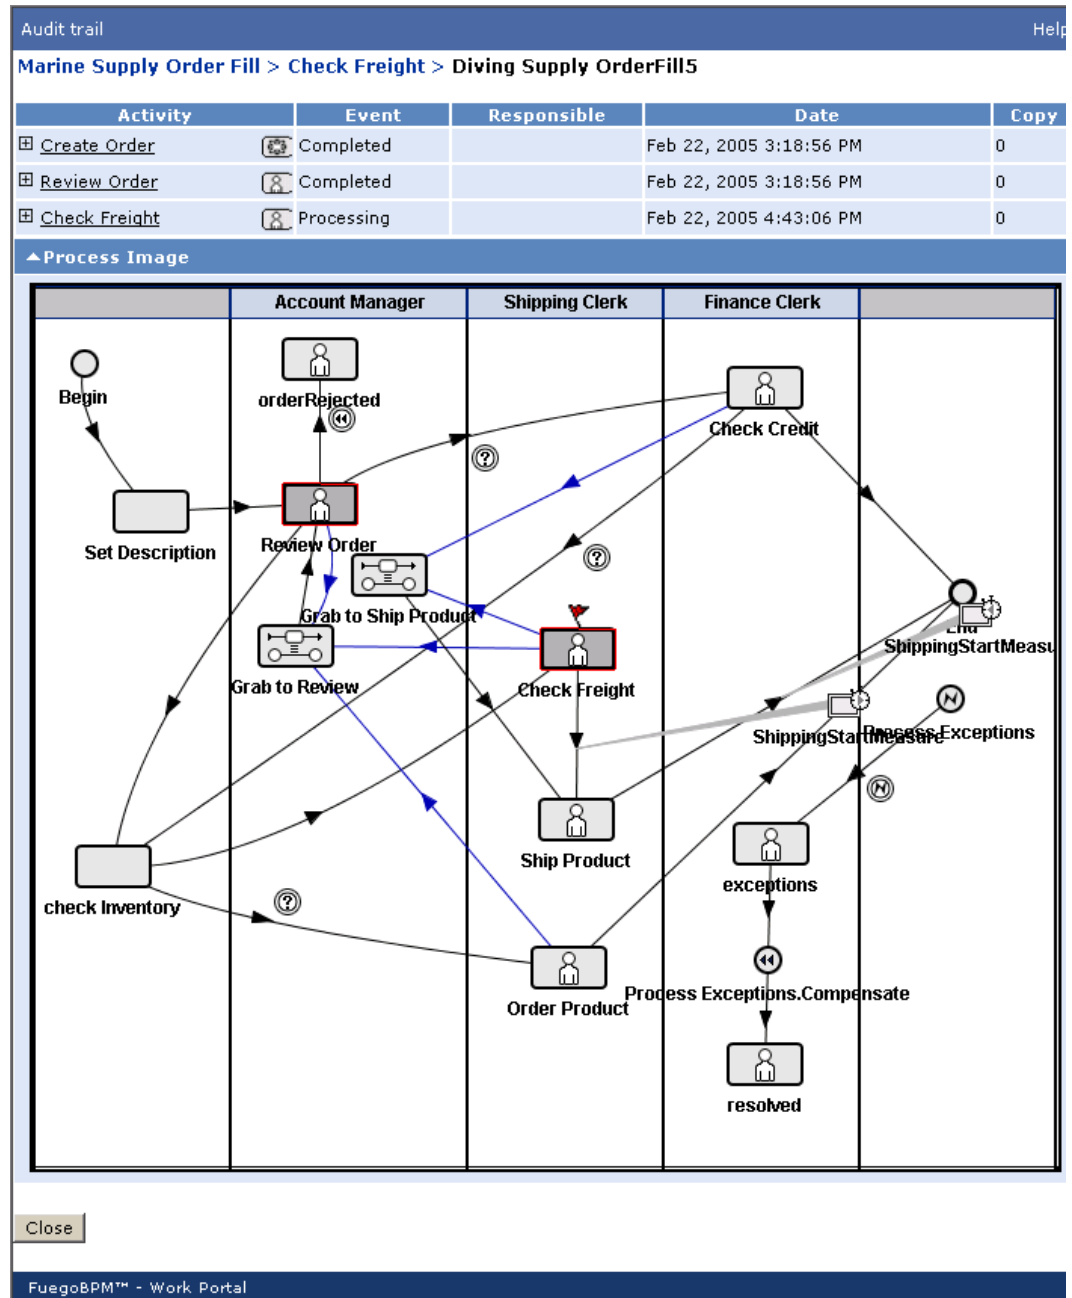 Audit trail Help
Marine Supply Order Fill > Check Freight > Diving Supply OrderFill5
Activity Event Responsible Date Copy
Create Order Completed Feb 22, 2005 3:18:56 PM 0
Review Order Completed Feb 22, 2005 3:18:56 PM 0
Check Freight Processing Feb 22, 2005 4:43:06 PM 0
Process Image
Account Manager Shipping Clerk Finance Clerk
Begin
orderRejected
Check Credit
Set Description
Review Order
Grab to Ship Product
End
ShippingStartMeasu
Grab to Review
Check Freight
Process Exceptions
ShippingStartMeasure
Ship Product
exceptions
check Inventory
Order Product
Process Exceptions.Compensate
resolved
Close
FuegoBPM™ - Work Portal